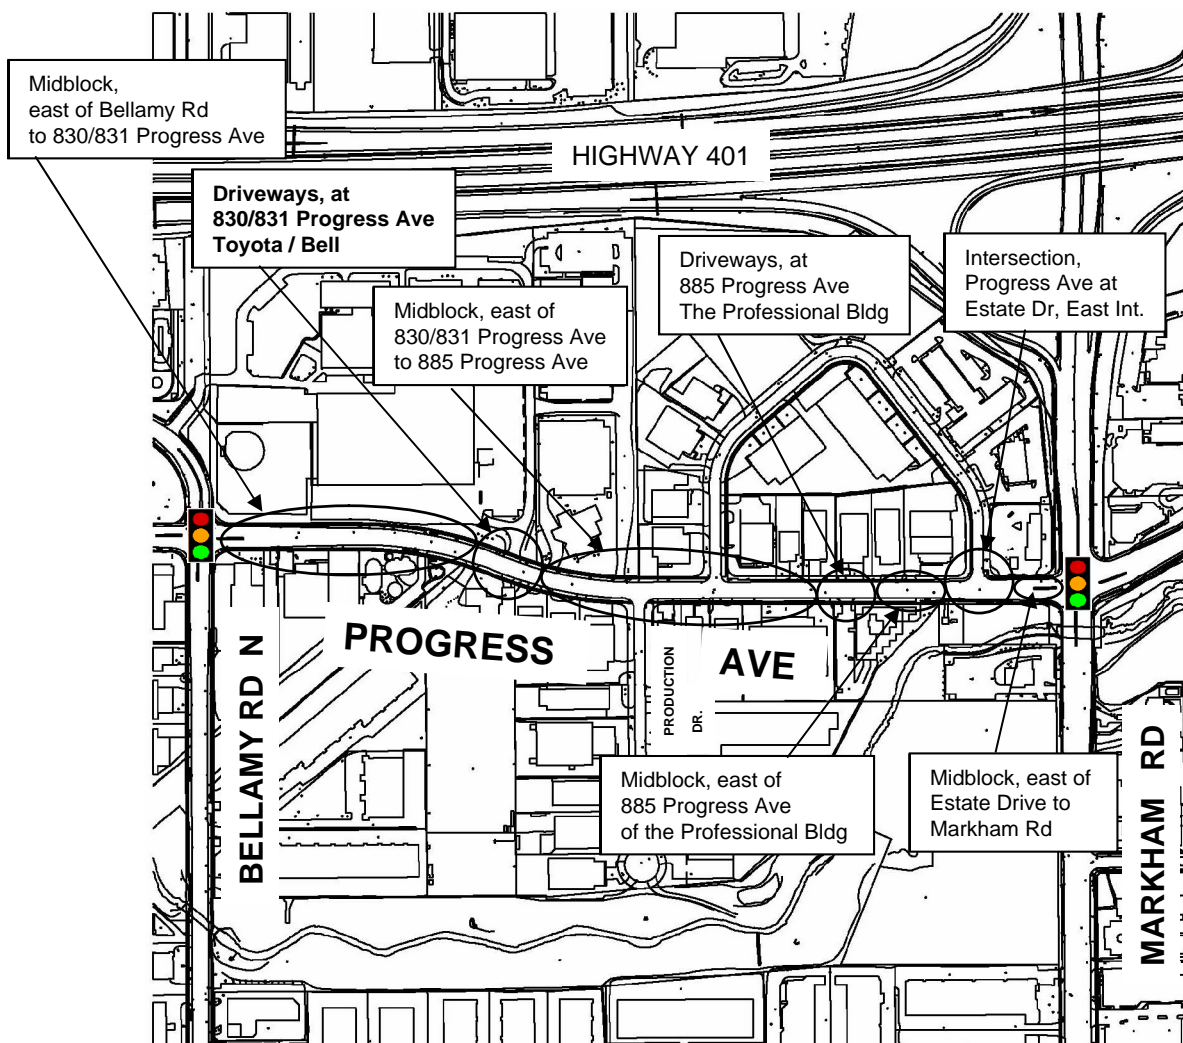 Midblock,
east of Bellamy Rd
to 830/831 Progress Ave
HIGHWAY 401
Driveways, at
830/831 Progress Ave
Toyota / Bell
Driveways, at
885 Progress Ave
The Professional Bldg
Intersection,
Progress Ave at
Estate Dr, East Int.
Midblock, east of
830/831 Progress Ave
to 885 Progress Ave
PROGRESS AVE
BELLAMY RD N
PRODUCTION
DR.
MARKHAM RD
Midblock, east of
885 Progress Ave
of the Professional Bldg
Midblock, east of
Estate Drive to
Markham Rd